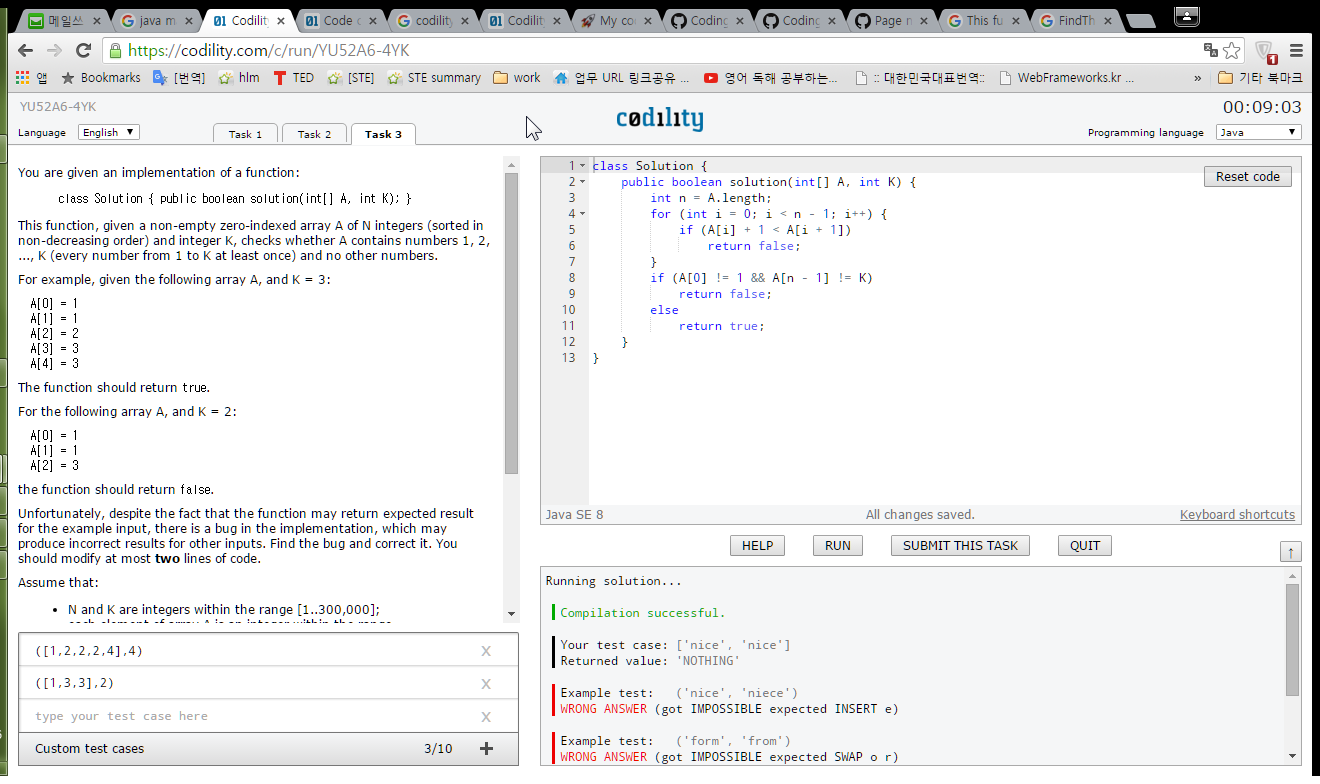 메일쓰
java m
Codilit
Code c
codility
Codilit
My co
Coding
Coding
Page n
This fu
FindTh
https://codility.com/c/run/YU52A6-4YK
앱 Bookmarks [번역] hlm TED [STE] STE summary work 업무 URL 링크공유 ... 영어 독해 공부하는... :: 대한민국대표번역:: WebFrameworks.kr ... » 기타 북마크
YU52A6-4YK
codility
00:09:03
Language English Task 1 Task 2 Task 3
Programming language Java
You are given an implementation of a function:
class Solution { public boolean solution(int[] A, int K); }
This function, given a non-empty zero-indexed array A of N integers (sorted in
non-decreasing order) and integer K, checks whether A contains numbers 1, 2,
..., K (every number from 1 to K at least once) and no other numbers.
For example, given the following array A, and K = 3:
A[0] = 1
A[1] = 1
A[2] = 2
A[3] = 3
A[4] = 3
The function should return true.
For the following array A, and K = 2:
A[0] = 1
A[1] = 1
A[2] = 3
the function should return false.
Unfortunately, despite the fact that the function may return expected result
for the example input, there is a bug in the implementation, which may
produce incorrect results for other inputs. Find the bug and correct it. You
should modify at most two lines of code.
Assume that:
• N and K are integers within the range [1..300,000];
each element of array A is an integer within the range
([1,2,2,2,4],4) x
([1,3,3],2) x
type your test case here x
Custom test cases 3/10 +
1 class Solution {
2 public boolean solution(int[] A, int K) {
3 int n = A.length;
4 for (int i = 0; i < n - 1; i++) {
5 if (A[i] + 1 < A[i + 1])
6 return false;
7 }
8 if (A[0] != 1 && A[n - 1] != K)
9 return false;
10 else
11 return true;
12 }
13 }
Reset code
Java SE 8 All changes saved. Keyboard shortcuts
HELP RUN SUBMIT THIS TASK QUIT
↑
Running solution...
Compilation successful.
Your test case: ['nice', 'nice']
Returned value: 'NOTHING'
Example test: ('nice', 'niece')
WRONG ANSWER (got IMPOSSIBLE expected INSERT e)
Example test: ('form', 'from')
WRONG ANSWER (got IMPOSSIBLE expected SWAP o r)